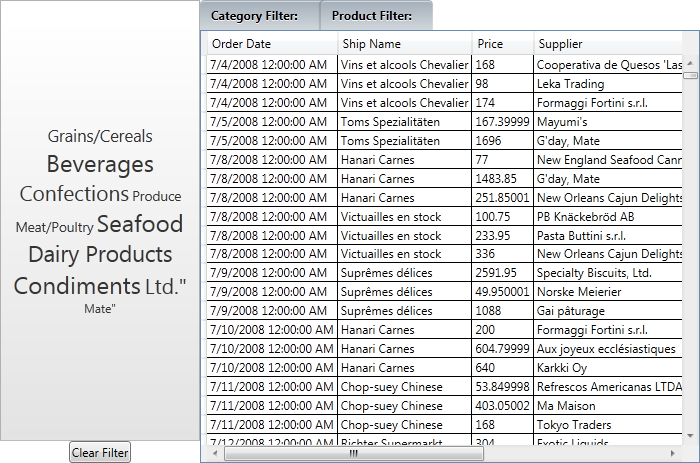 Category Filter: Product Filter:
Order Date Ship Name Price Supplier
7/4/2008 12:00:00 AM Vins et alcools Chevalier 168 Cooperativa de Quesos 'Las
7/4/2008 12:00:00 AM Vins et alcools Chevalier 98 Leka Trading
7/4/2008 12:00:00 AM Vins et alcools Chevalier 174 Formaggi Fortini s.r.l.
7/5/2008 12:00:00 AM Toms Spezialitäten 167.39999 Mayumi's
7/5/2008 12:00:00 AM Toms Spezialitäten 1696 G'day, Mate
7/8/2008 12:00:00 AM Hanari Carnes 77 New England Seafood Cann
7/8/2008 12:00:00 AM Hanari Carnes 1483.85 G'day, Mate
7/8/2008 12:00:00 AM Hanari Carnes 251.85001 New Orleans Cajun Delights
7/8/2008 12:00:00 AM Victuailles en stock 100.75 PB Knäckebröd AB
7/8/2008 12:00:00 AM Victuailles en stock 233.95 Pasta Buttini s.r.l.
7/8/2008 12:00:00 AM Victuailles en stock 336 New Orleans Cajun Delights
7/9/2008 12:00:00 AM Suprêmes délices 2591.95 Specialty Biscuits, Ltd.
7/9/2008 12:00:00 AM Suprêmes délices 49.950001 Norske Meierier
7/9/2008 12:00:00 AM Suprêmes délices 1088 Gai pâturage
7/10/2008 12:00:00 AM Hanari Carnes 200 Formaggi Fortini s.r.l.
7/10/2008 12:00:00 AM Hanari Carnes 604.79999 Aux joyeux ecclésiastiques
7/10/2008 12:00:00 AM Hanari Carnes 640 Karkki Oy
7/11/2008 12:00:00 AM Chop-suey Chinese 53.849998 Refrescos Americanas LTDA
7/11/2008 12:00:00 AM Chop-suey Chinese 403.05002 Ma Maison
7/11/2008 12:00:00 AM Chop-suey Chinese 168 Tokyo Traders
7/12/2008 12:00:00 AM Richter Supermarkt 304 Exotic Liquids
Grains/Cereals
Beverages
Confections Produce
Meat/Poultry Seafood
Dairy Products
Condiments Ltd."
Mate"
Clear Filter